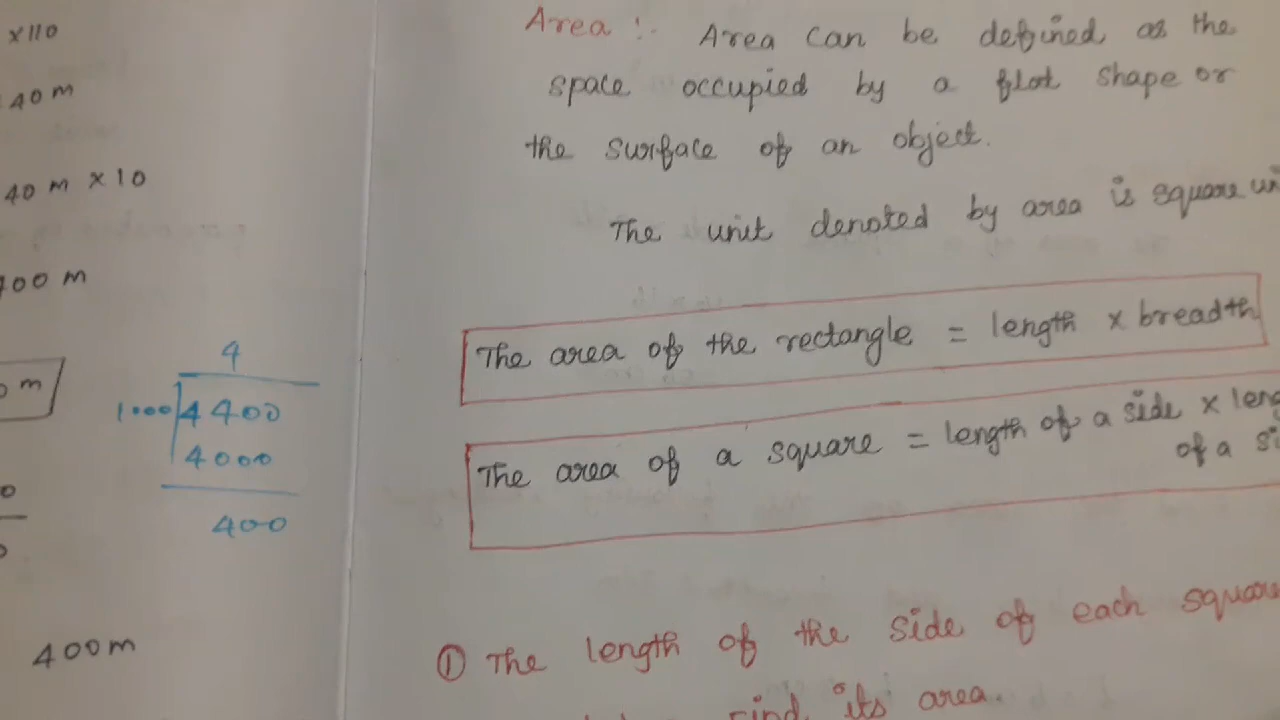 x110
40 m
40 m x 10
400 m
0 m
4
1000 4400
4000
400
400m
Area :- Area can be defined as the
space occupied by a flat shape or
the surface of an object.
The unit denoted by area is square
The area of the rectangle = length x breadth
The area of a square = length of a side x
of a
① The length of the side of each square
its area.